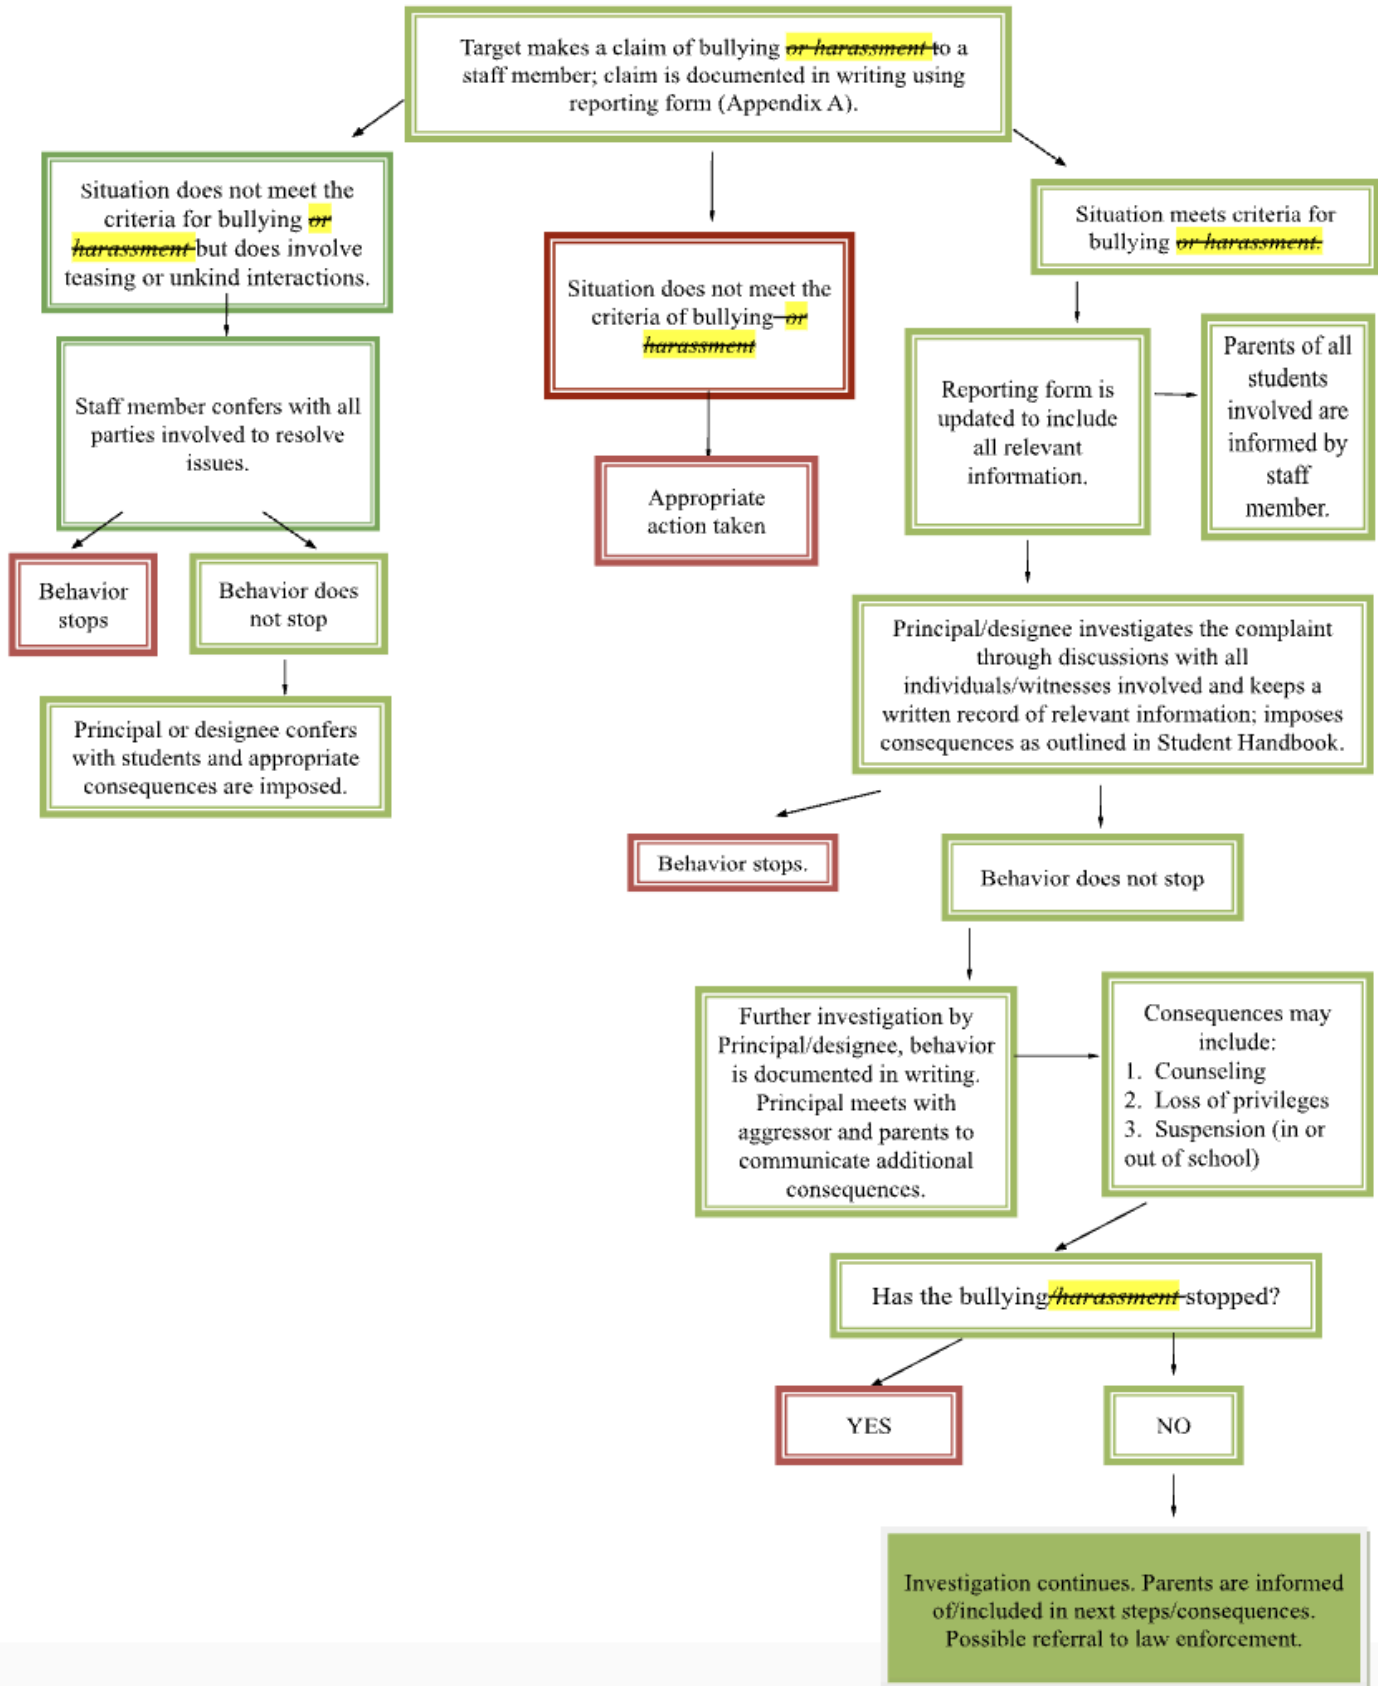 Target makes a claim of bullying or harassment to a
staff member; claim is documented in writing using
reporting form (Appendix A).
Situation does not meet the
criteria for bullying or
harassment but does involve
teasing or unkind interactions.
Situation does not meet the
criteria of bullying or
harassment
Situation meets criteria for
bullying or harassment.
Staff member confers with all
parties involved to resolve
issues.
Appropriate
action taken
Reporting form is
updated to include
all relevant
information.
Parents of all
students
involved are
informed by
staff
member.
Behavior
stops
Behavior does
not stop
Principal or designee confers
with students and appropriate
consequences are imposed.
Principal/designee investigates the complaint
through discussions with all
individuals/witnesses involved and keeps a
written record of relevant information; imposes
consequences as outlined in Student Handbook.
Behavior stops.
Behavior does not stop
Further investigation by
Principal/designee, behavior
is documented in writing.
Principal meets with
aggressor and parents to
communicate additional
consequences.
Consequences may
include:
1. Counseling
2. Loss of privileges
3. Suspension (in or
out of school)
Has the bullying/harassment stopped?
YES
NO
Investigation continues. Parents are informed
of/included in next steps/consequences.
Possible referral to law enforcement.